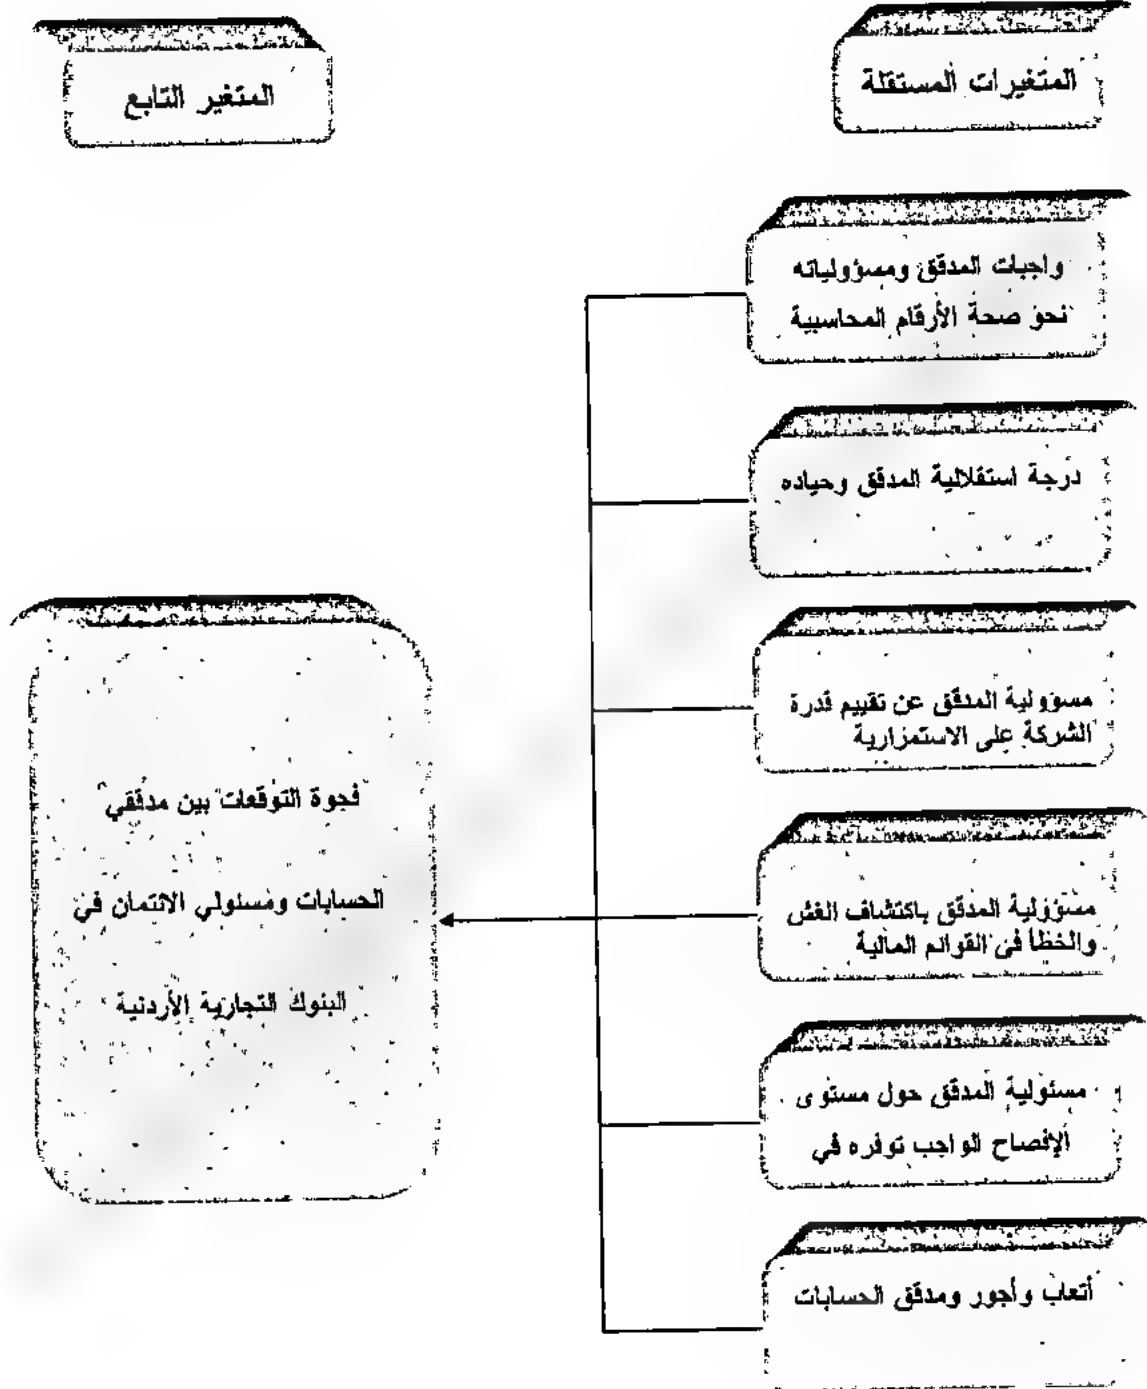 المتغيرات المستقلة
المتغير التابع
واجبات المدقق ومسؤولياته
نحو صحة الأرقام المحاسبية
درجة استقلالية المدقق وحياده
مسؤولية المدقق عن تقييم قدرة
الشركة على الاستمرارية
مسؤولية المدقق باكتشاف الغش
والخطأ في القوائم المالية
مسئولية المدقق حول مستوى
الإفصاح الواجب توفره في
أتعاب وأجور ومدقق الحسابات
فجوة التوقعات بين مدققي
الحسابات ومسئولي الائتمان في
البنوك التجارية الأردنية